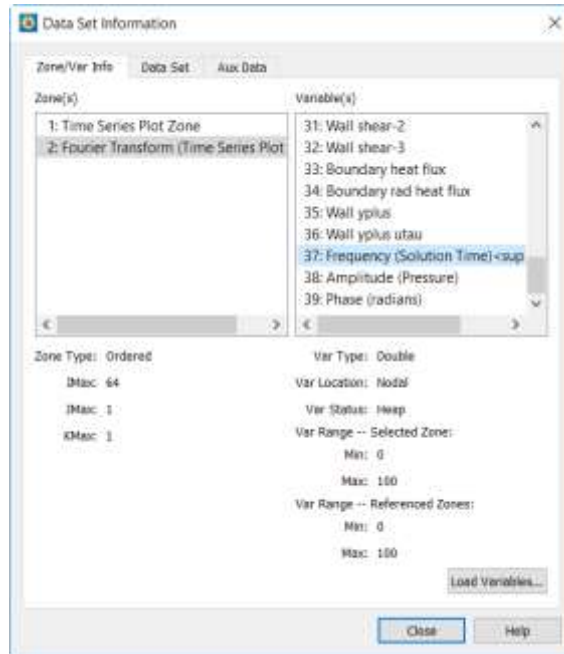 Data Set Information
Zone/Var Info Data Set Aux Data
Zone(s)
1: Time Series Plot Zone
2: Fourier Transform (Time Series Plot
Zone Type: Ordered
IMax: 64
JMax: 1
KMax: 1
Variable(s)
31: Wall shear-2
32: Wall shear-3
33: Boundary heat flux
34: Boundary rad heat flux
35: Wall yplus
36: Wall yplus utau
37: Frequency (Solution Time)<sup
38: Amplitude (Pressure)
39: Phase (radians)
Var Type: Double
Var Location: Nodal
Var Status: Heap
Var Range -- Selected Zone:
Min: 0
Max: 100
Var Range -- Referenced Zones:
Min: 0
Max: 100
Load Variables...
Close Help